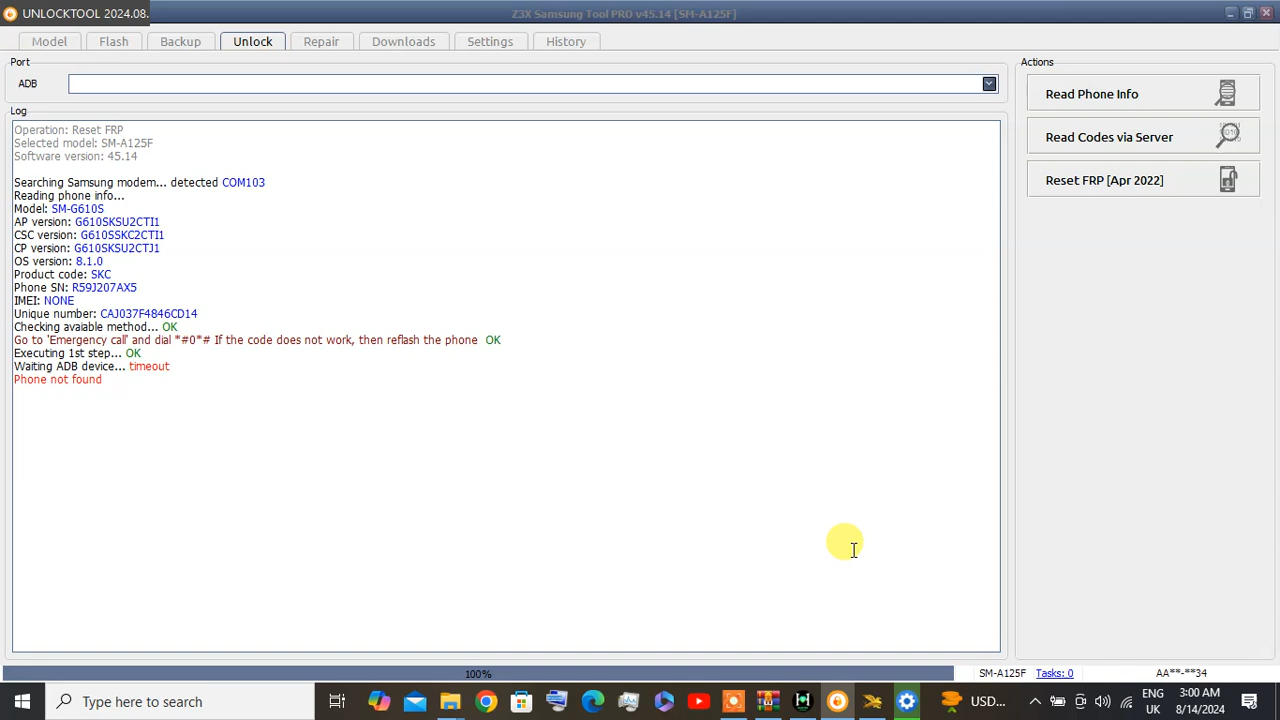 UNLOCKTOOL 2024.08.
Z3X Samsung Tool PRO v45.14 [SM-A125F]
Model
Flash
Backup
Unlock
Repair
Downloads
Settings
History
Port
ADB
Log
Operation: Reset FRP
Selected model: SM-A125F
Software version: 45.14
Searching Samsung modem... detected COM103
Reading phone info...
Model: SM-G610S
AP version: G610SKSU2CTI1
CSC version: G610SSKC2CTI1
CP version: G610SKSU2CTJ1
OS version: 8.1.0
Product code: SKC
Phone SN: R59J207AX5
IMEI: NONE
Unique number: CAJ037F4846CD14
Checking avaiable method... OK
Go to 'Emergency call' and dial *#0*# If the code does not work, then reflash the phone OK
Executing 1st step... OK
Waiting ADB device... timeout
Phone not found
Actions
Read Phone Info
Read Codes via Server
Reset FRP [Apr 2022]
100%
SM-A125F
Tasks: 0
AA**-**34
Type here to search
USD...
ENG
UK
3:00 AM
8/14/2024